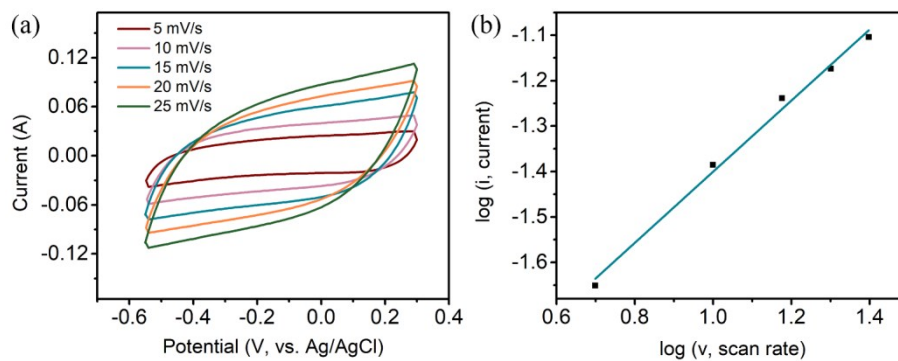 (a)
5 mV/s
10 mV/s
15 mV/s
20 mV/s
25 mV/s
0.12
0.06
0.00
-0.06
-0.12
Current (A)
-0.6
-0.4
-0.2
0.0
0.2
0.4
Potential (V, vs. Ag/AgCl)
(b)
-1.1
-1.2
-1.3
-1.4
-1.5
-1.6
log (i, current)
0.6
0.8
1.0
1.2
1.4
log (v, scan rate)